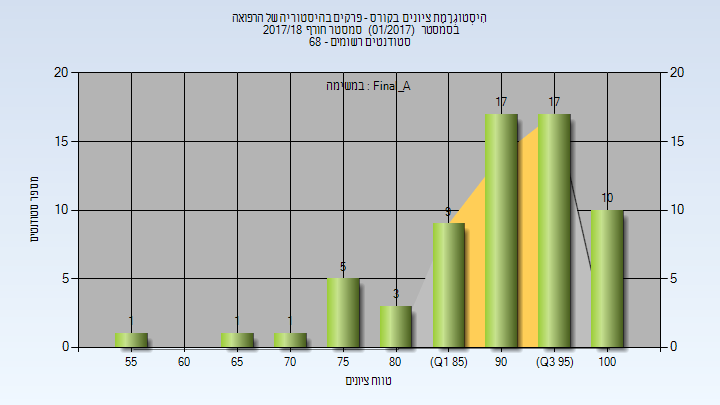 היסטוגרמת ציונים בקורס - פרקים בהיסטוריה של הרפואה
בסמסטר (01/2017) סמסטר חורף 2017/18
סטודנטים רשומים - 68
במשימה : Final_A
20 20
15 15
10 10
5 5
0 0
מספר סטודנטים
1 1 1 5 3 9 17 17 10
55 60 65 70 75 80 (Q1 85) 90 (Q3 95) 100
טווח ציונים